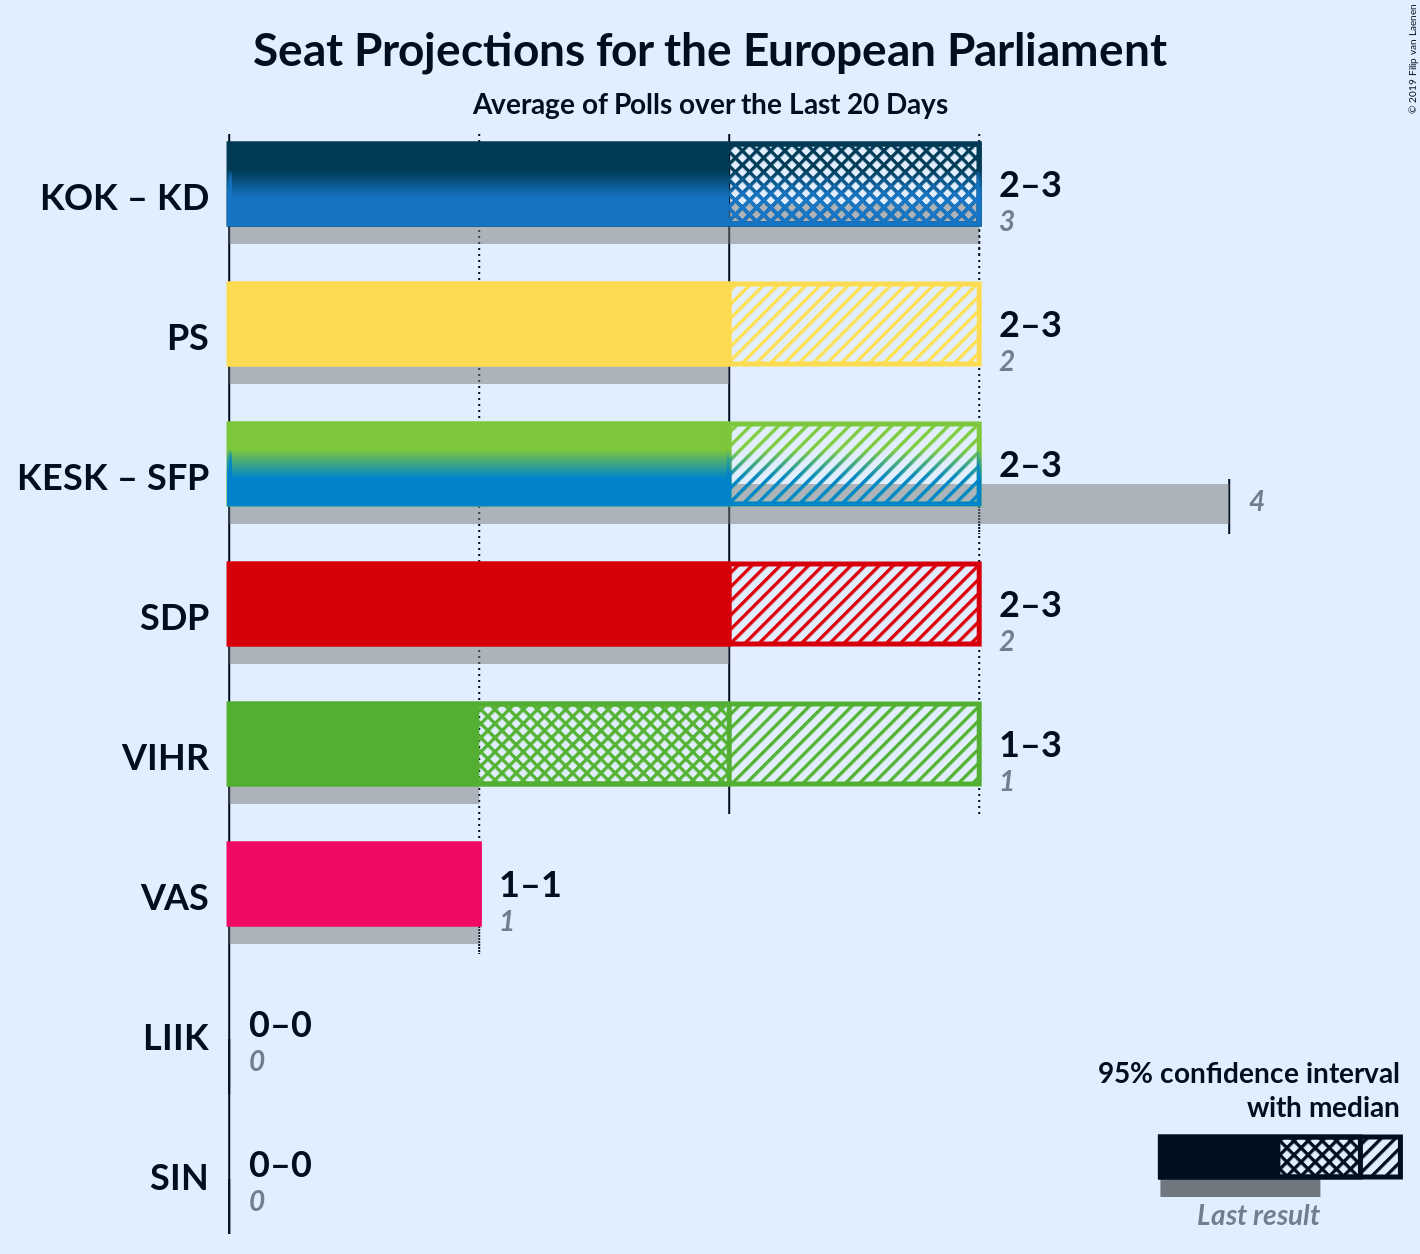 Seat Projections for the European Parliament
Average of Polls over the Last 20 Days
© 2019 Filip van Laenen
KOK – KD
2–3
3
PS
2–3
2
KESK – SFP
2–3
4
SDP
2–3
2
VIHR
1–3
1
VAS
1–1
1
LIIK
0–0
0
SIN
0–0
0
95% confidence interval
with median
Last result